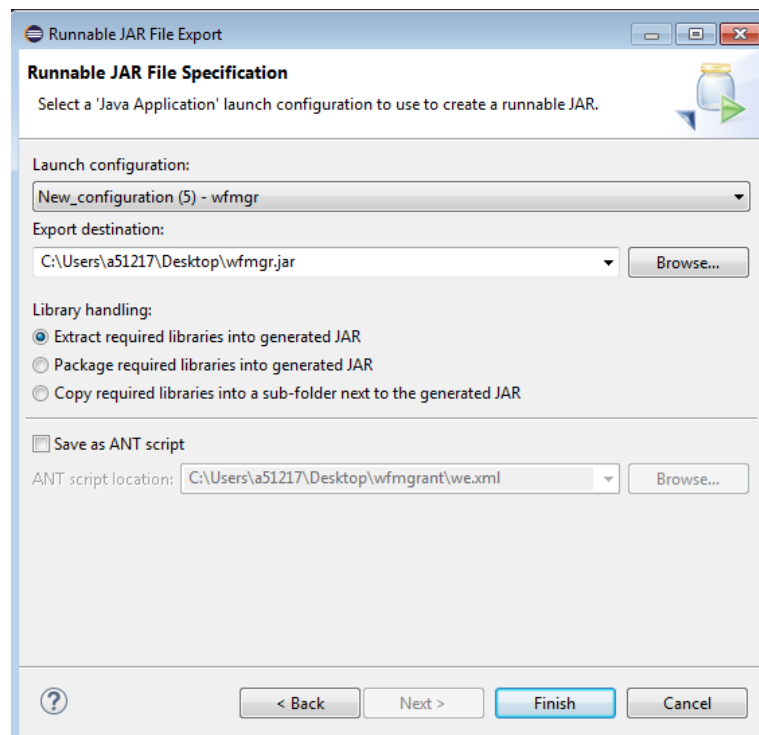 Runnable JAR File Export
Runnable JAR File Specification
Select a 'Java Application' launch configuration to use to create a runnable JAR.
Launch configuration:
New_configuration (5) - wfmgr
Export destination:
C:\Users\a51217\Desktop\wfmgr.jar
Browse...
Library handling:
Extract required libraries into generated JAR
Package required libraries into generated JAR
Copy required libraries into a sub-folder next to the generated JAR
Save as ANT script
ANT script location: C:\Users\a51217\Desktop\wfmgrant\we.xml Browse...
? < Back Next > Finish Cancel